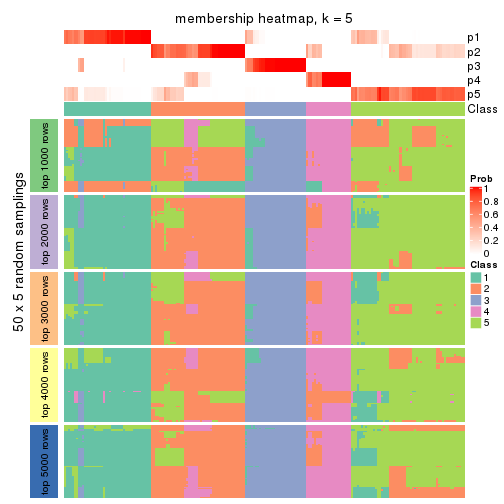 membership heatmap, k = 5
p1
p2
p3
p4
p5
Class
50 x 5 random samplings
top 1000 rows
top 2000 rows
top 3000 rows
top 4000 rows
top 5000 rows
Prob
1
0.8
0.6
0.4
0.2
0
Class
1
2
3
4
5